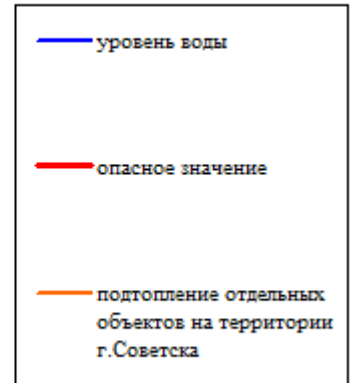 уровень воды
опасное значение
подтопление отдельных
объектов на территории
г.Советска